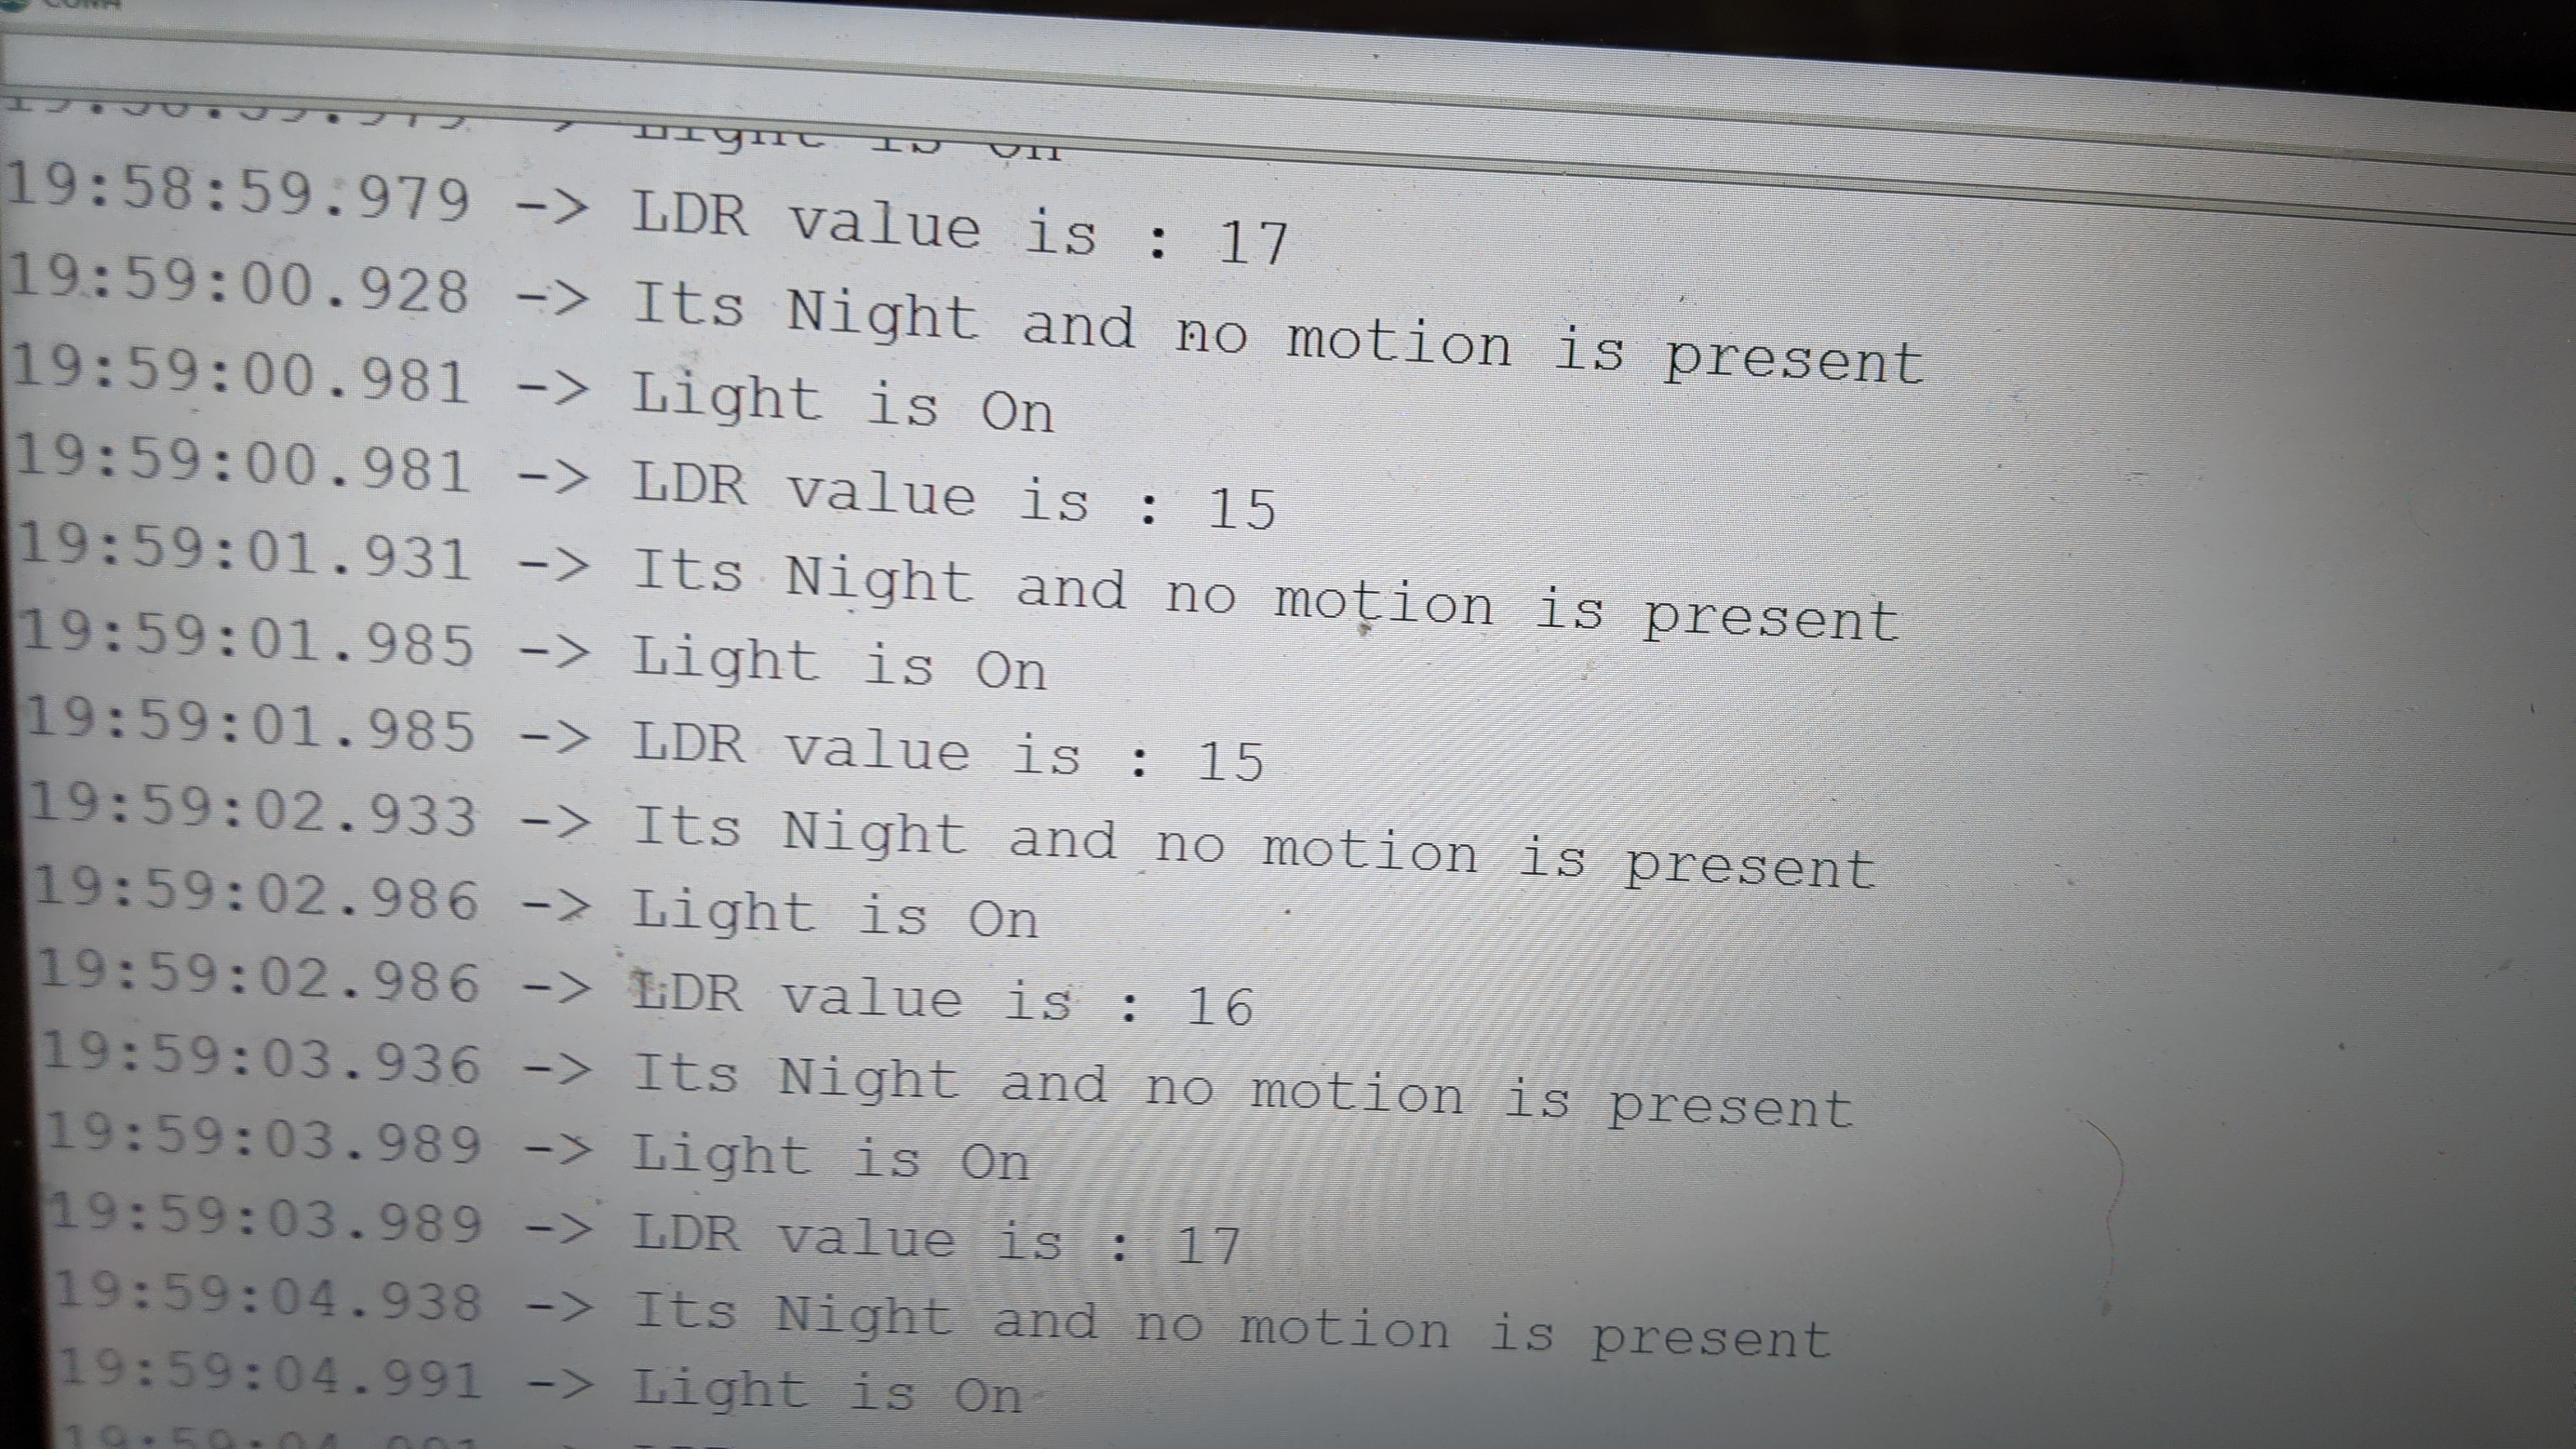 Light is On
19:58:59.979 -> LDR value is : 17
19:59:00.928 -> Its Night and no motion is present
19:59:00.981 -> Light is On
19:59:00.981 -> LDR value is : 15
19:59:01.931 -> Its Night and no motion is present
19:59:01.985 -> Light is On
19:59:01.985 -> LDR value is : 15
19:59:02.933 -> Its Night and no motion is present
19:59:02.986 -> Light is On
19:59:02.986 -> LDR value is : 16
19:59:03.936 -> Its Night and no motion is present
19:59:03.989 -> Light is On
19:59:03.989 -> LDR value is : 17
19:59:04.938 -> Its Night and no motion is present
19:59:04.991 -> Light is On